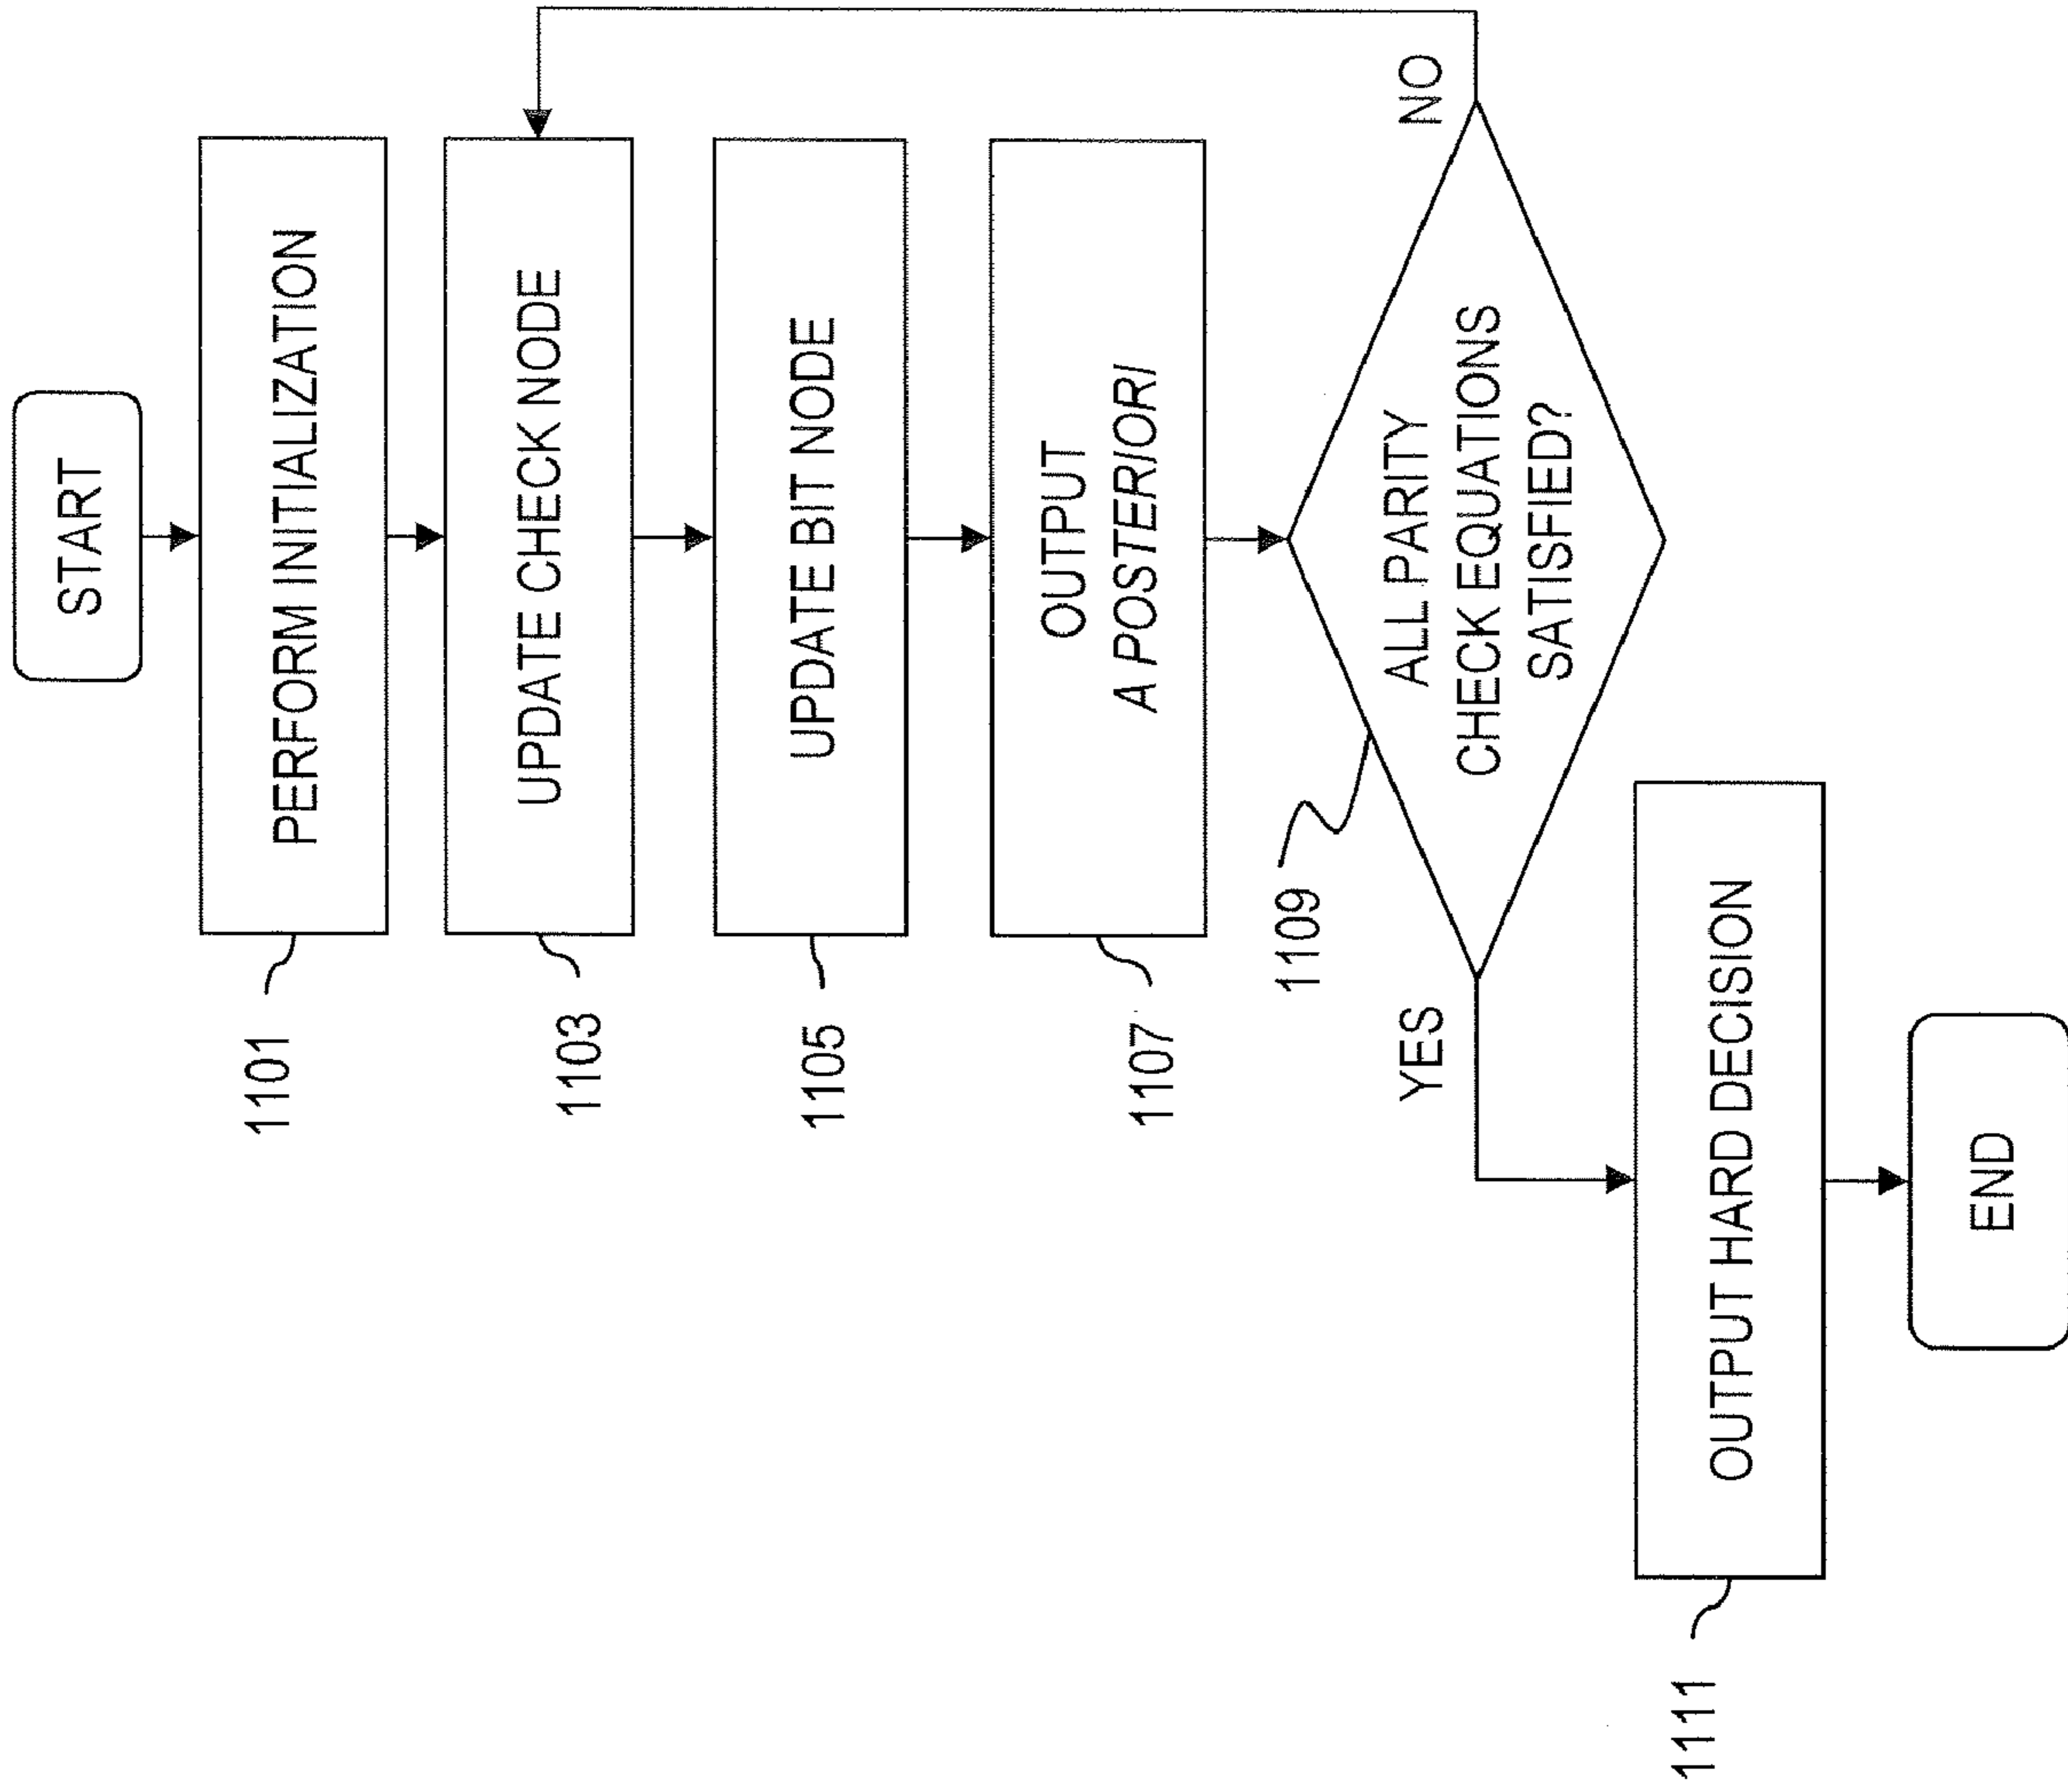 START
PERFORM INITIALIZATION
1101
UPDATE CHECK NODE
1103
UPDATE BIT NODE
1105
OUTPUT
A POSTERIORI
1107
ALL PARITY
CHECK EQUATIONS
SATISFIED?
1109
NO
YES
OUTPUT HARD DECISION
1111
END